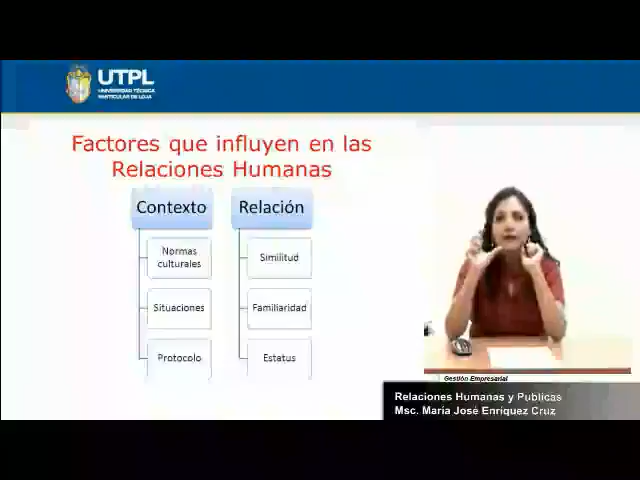 UTPL
UNIVERSIDAD TÉCNICA
PARTICULAR DE LOJA
Factores que influyen en las
Relaciones Humanas
Contexto
Normas
culturales
Situaciones
Protocolo
Relación
Similitud
Familiaridad
Estatus
Gestión Empresarial
Relaciones Humanas y Publicas
Msc. María José Enríquez Cruz